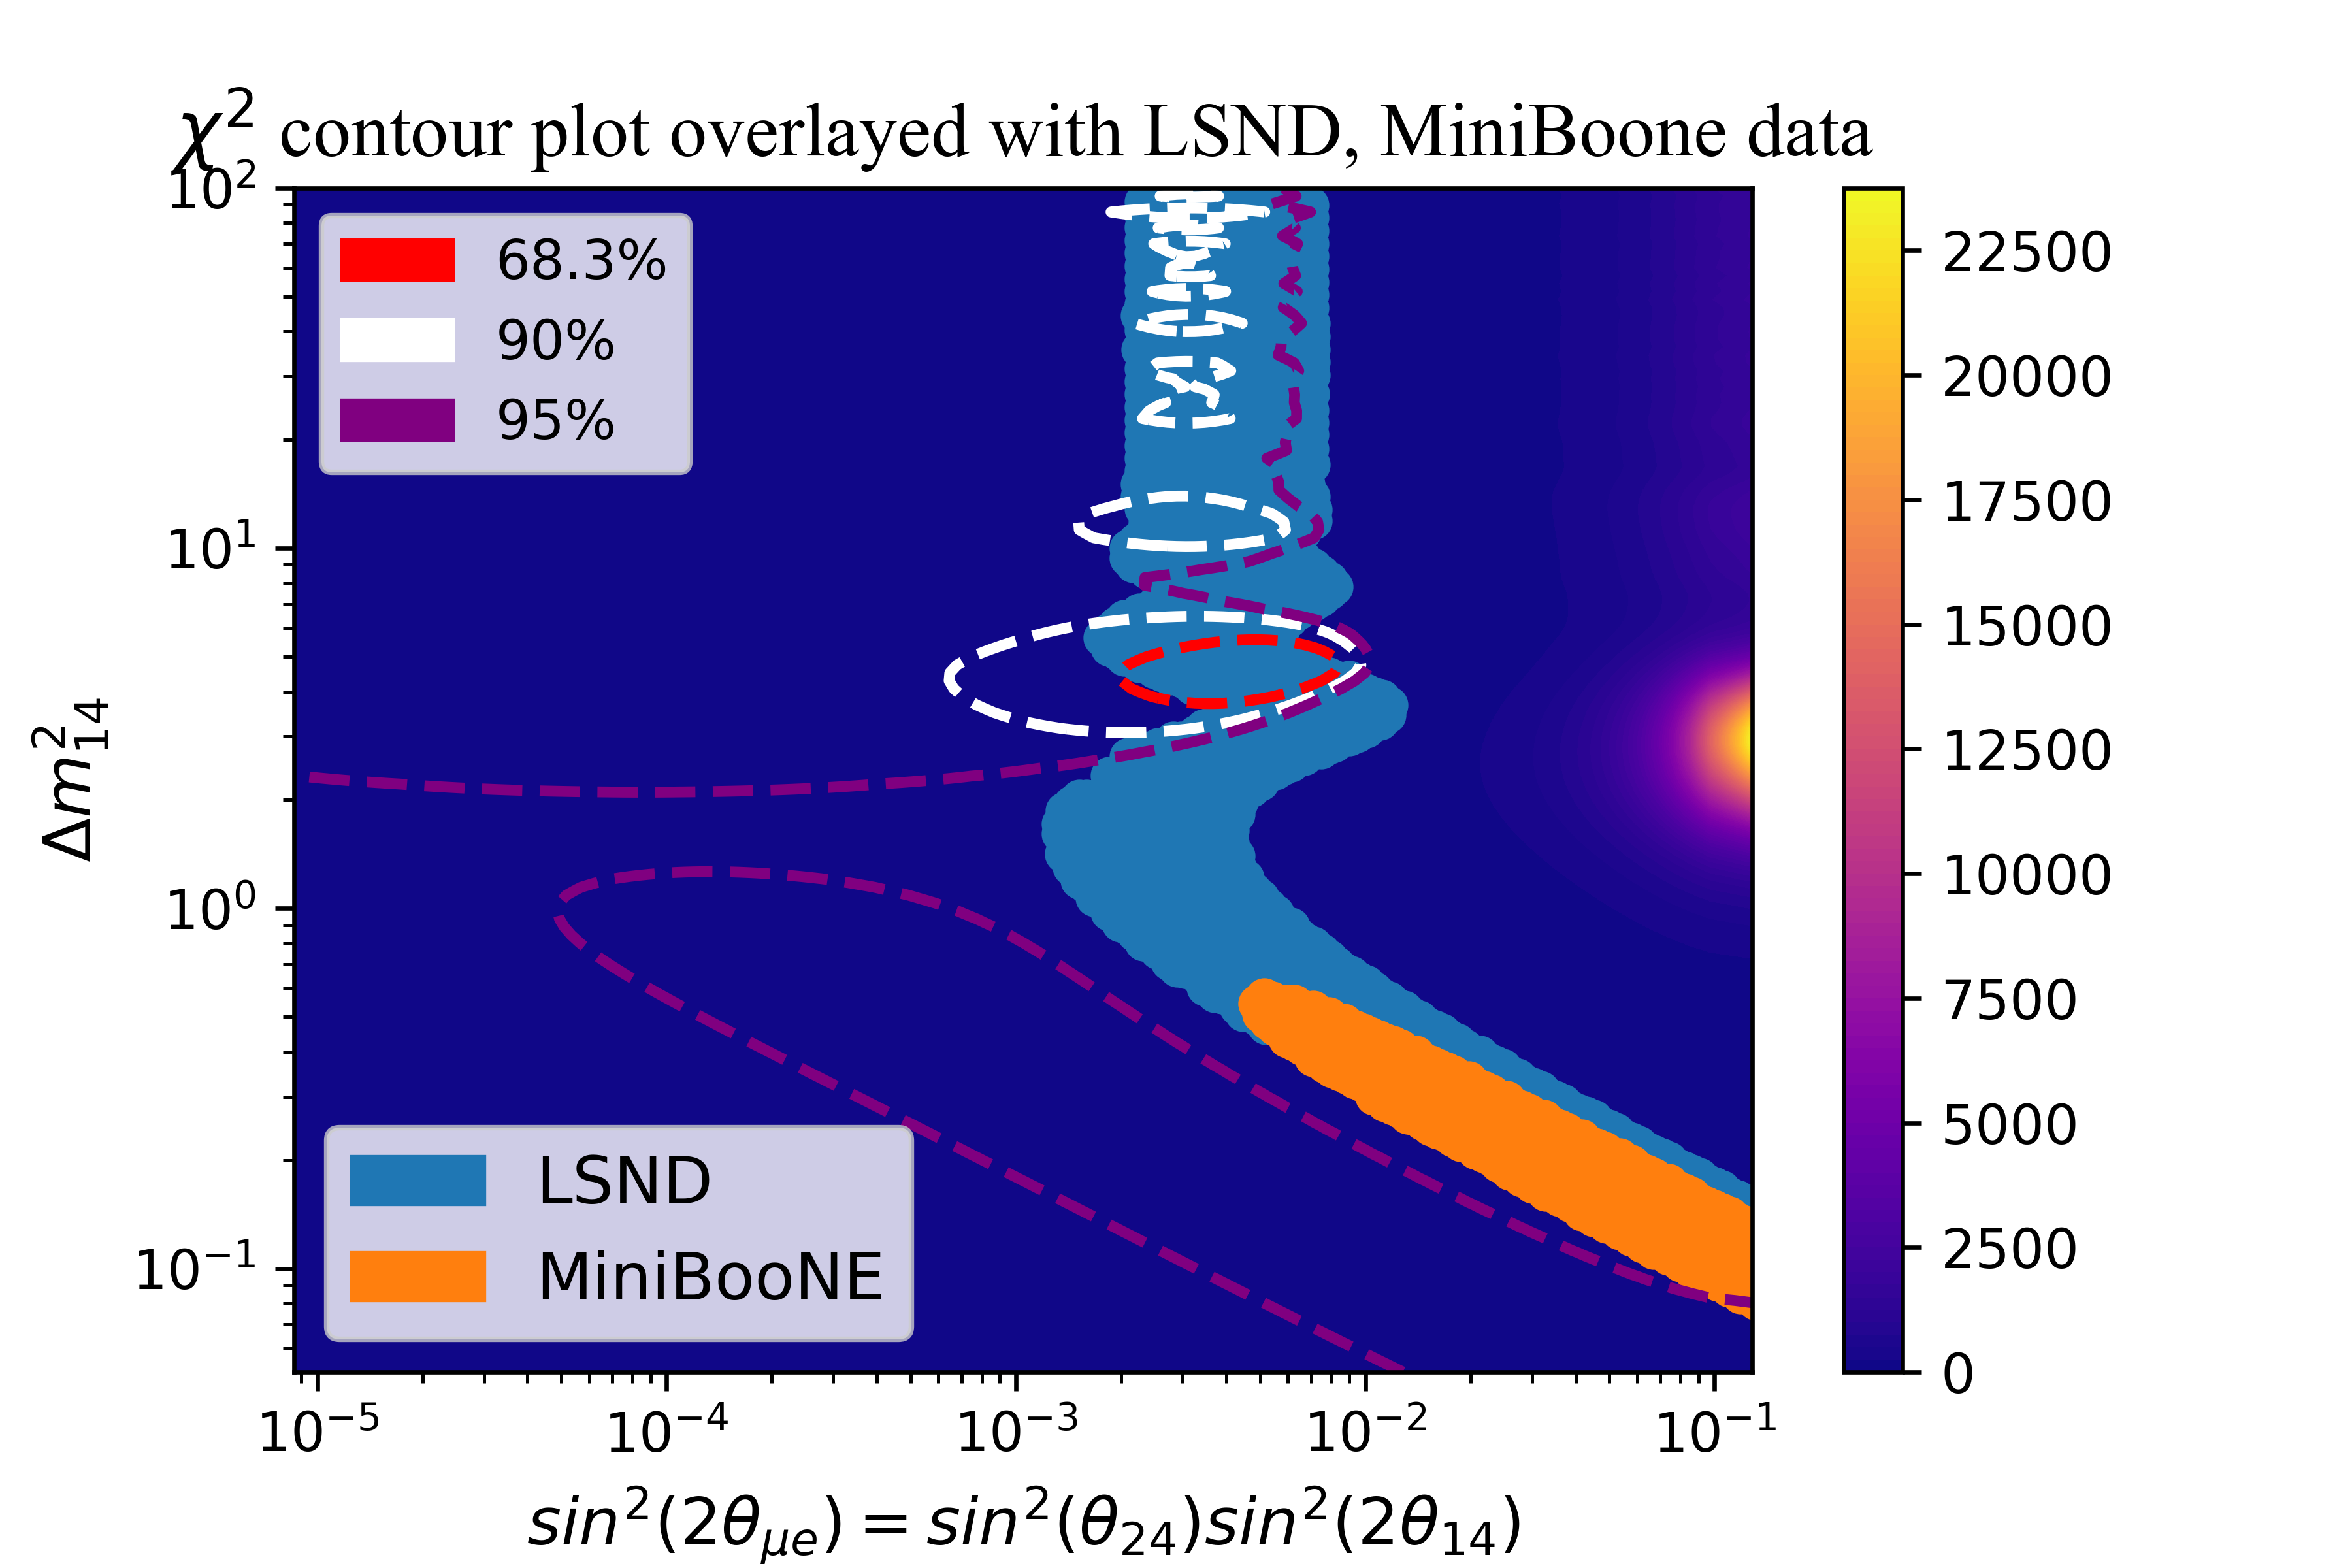 χ² contour plot overlayed with LSND, MiniBoone data
10²
10¹
10⁰
10⁻¹
Δm²₁₄
68.3%
90%
95%
LSND
MiniBooNE
10⁻⁵ 10⁻⁴ 10⁻³ 10⁻² 10⁻¹
sin²(2θ_μe) = sin²(θ₂₄)sin²(2θ₁₄)
22500
20000
17500
15000
12500
10000
7500
5000
2500
0